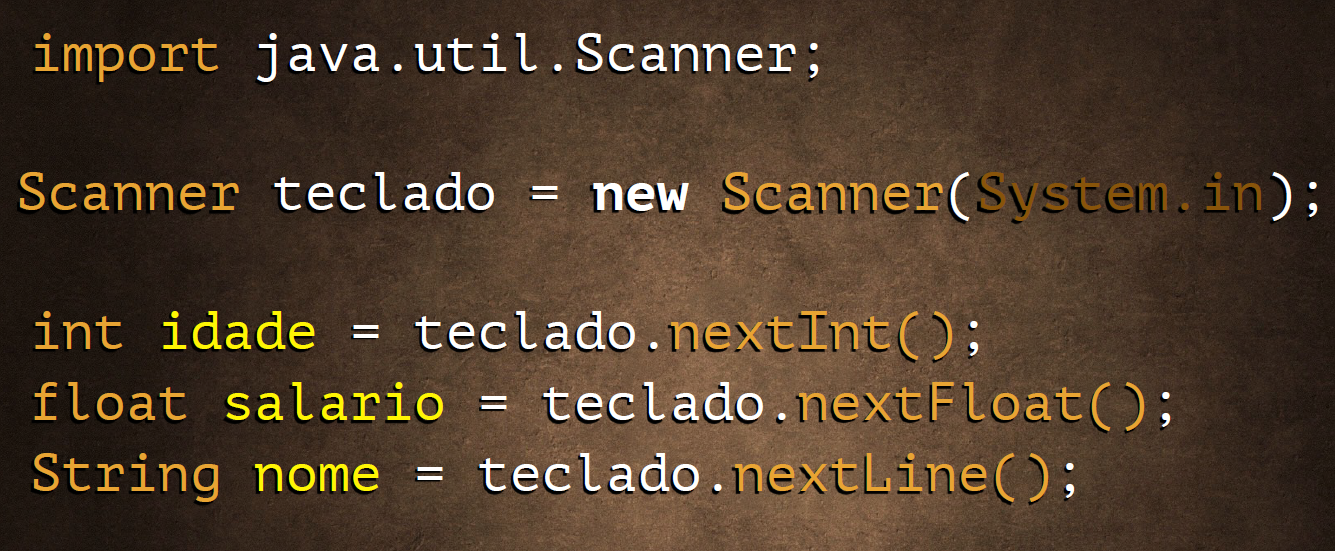 import java.util.Scanner;
Scanner teclado = new Scanner(System.in);
int idade = teclado.nextInt();
float salario = teclado.nextFloat();
String nome = teclado.nextLine();